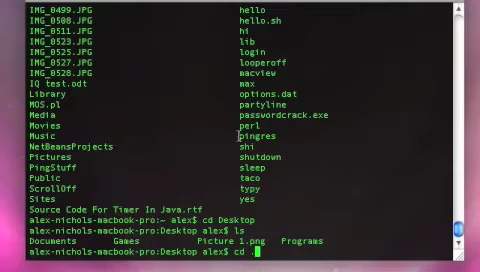 IMG_0499.JPG hello
IMG_0508.JPG hello.sh
IMG_0511.JPG hi
IMG_0523.JPG lib
IMG_0525.JPG login
IMG_0527.JPG looperoff
IMG_0528.JPG macview
IQ test.odt max
Library options.dat
MOS.pl partyline
Media passwordcrack.exe
Movies perl
Music pingres
NetBeansProjects shi
Pictures shutdown
PingStuff sleep
Public taco
ScrollOff typy
Sites yes
Source Code For Timer In Java.rtf
alex-nichols-macbook-pro:~ alex$ cd Desktop
alex-nichols-macbook-pro:Desktop alex$ ls
Documents Games Picture 1.png Programs
alex-nichols-macbook-pro:Desktop alex$ cd .